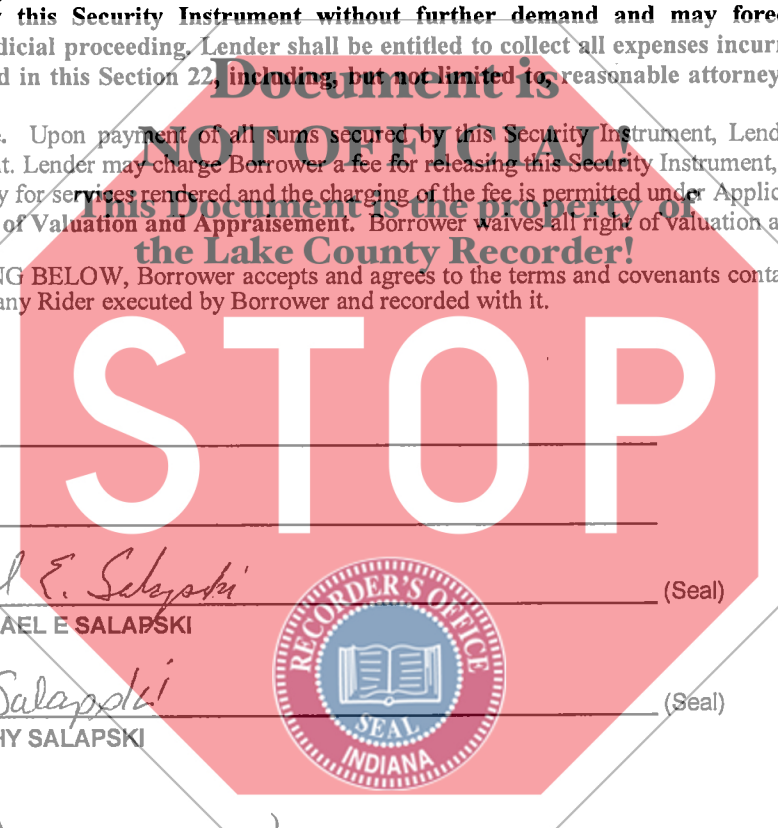 this Security Instrument without further demand and may fore
dicial proceeding. Lender shall be entitled to collect all expenses incur
d in this Section 22, including, but not limited to, reasonable attorney
Document is
e. Upon payment of all sums secured by this Security Instrument, Lend
NOT OFFICIAL!
t. Lender may charge Borrower a fee for releasing this Security Instrument,
y for services rendered and the charging of the fee is permitted under Applic
This Document is the property of
of Valuation and Appraisement. Borrower waives all right of valuation a
the Lake County Recorder!
NG BELOW, Borrower accepts and agrees to the terms and covenants conta
any Rider executed by Borrower and recorded with it.
STOP
l E. Salapski
(Seal)
AEL E SALAPSKI
Salapski
(Seal)
HY SALAPSKI
RECORDER'S OFFICE
SEAL
INDIANA
)